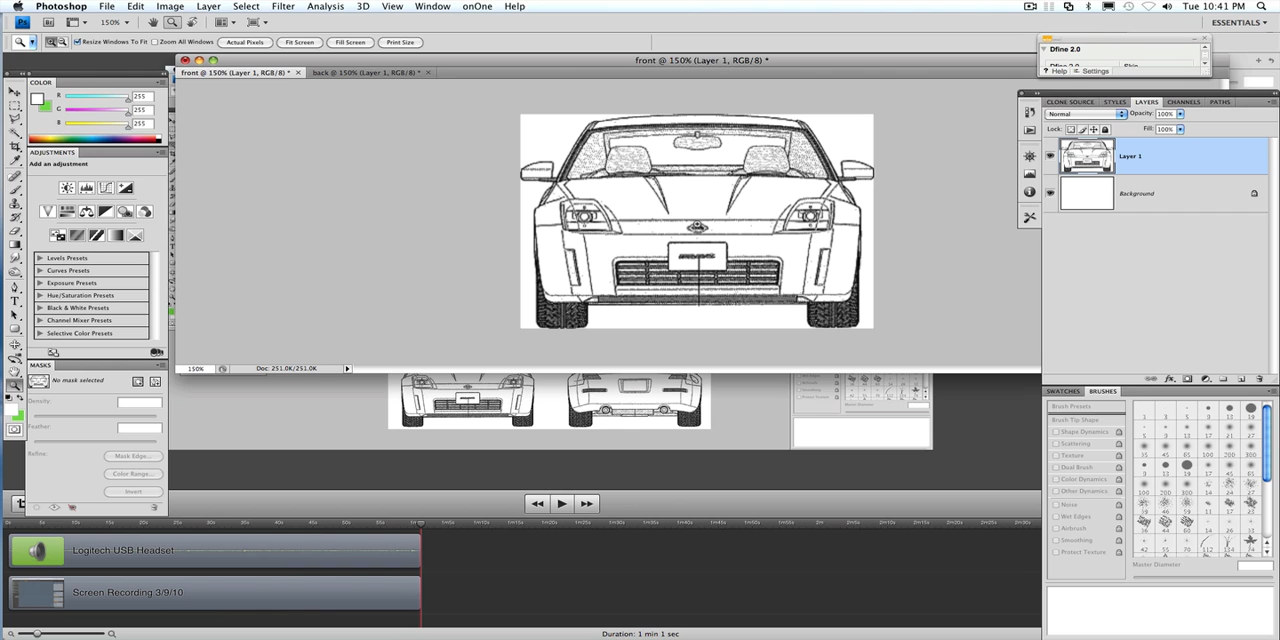 Photoshop File Edit Image Layer Select Filter Analysis 3D View Window onOne Help
Tue 10:41 PM
150%
ESSENTIALS
Resize Windows To Fit Zoom All Windows Actual Pixels Fit Screen Fill Screen Print Size
front @ 150% (Layer 1, RGB/8) *
front @ 150% (Layer 1, RGB/8) *
back @ 150% (Layer 1, RGB/8) *
Dfine 2.0
Help Settings
COLOR
R 255
G 255
B 255
ADJUSTMENTS
Add an adjustment
Levels Presets
Curves Presets
Exposure Presets
Hue/Saturation Presets
Black & White Presets
Channel Mixer Presets
Selective Color Presets
MASKS
No mask selected
Density:
Feather:
Refine:
Mask Edge...
Color Range...
Invert
150%
Doc: 251.0K/251.0K
CLONE SOURCE STYLES LAYERS CHANNELS PATHS
Normal Opacity: 100%
Lock: Fill: 100%
Layer 1
Background
SWATCHES BRUSHES
Brush Presets
Brush Tip Shape
Shape Dynamics
Scattering
Texture
Dual Brush
Color Dynamics
Other Dynamics
Noise
Wet Edges
Airbrush
Smoothing
Protect Texture
Master Diameter
Logitech USB Headset
Screen Recording 3/9/10
Duration: 1 min 1 sec